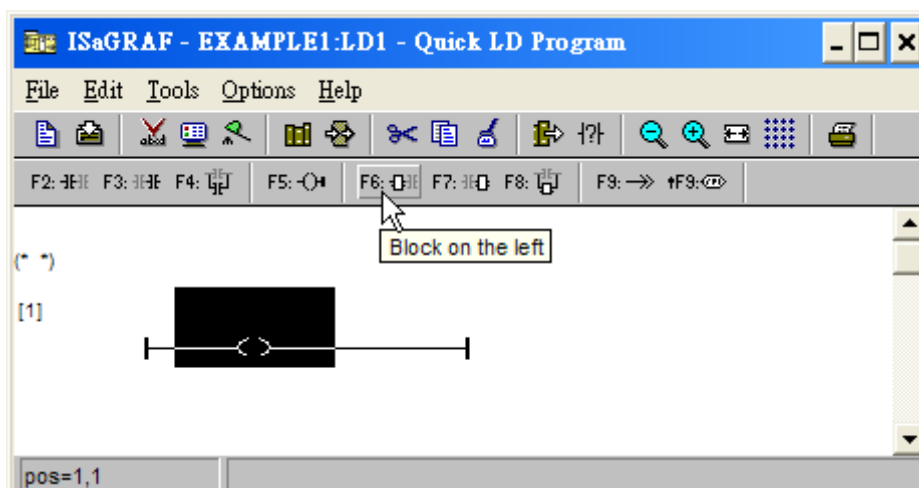 ISaGRAF - EXAMPLE1:LD1 - Quick LD Program
File Edit Tools Options Help
F2: F3: F4: F5: F6: F7: F8: F9: F9:
Block on the left
(* *)
[1]
pos=1,1